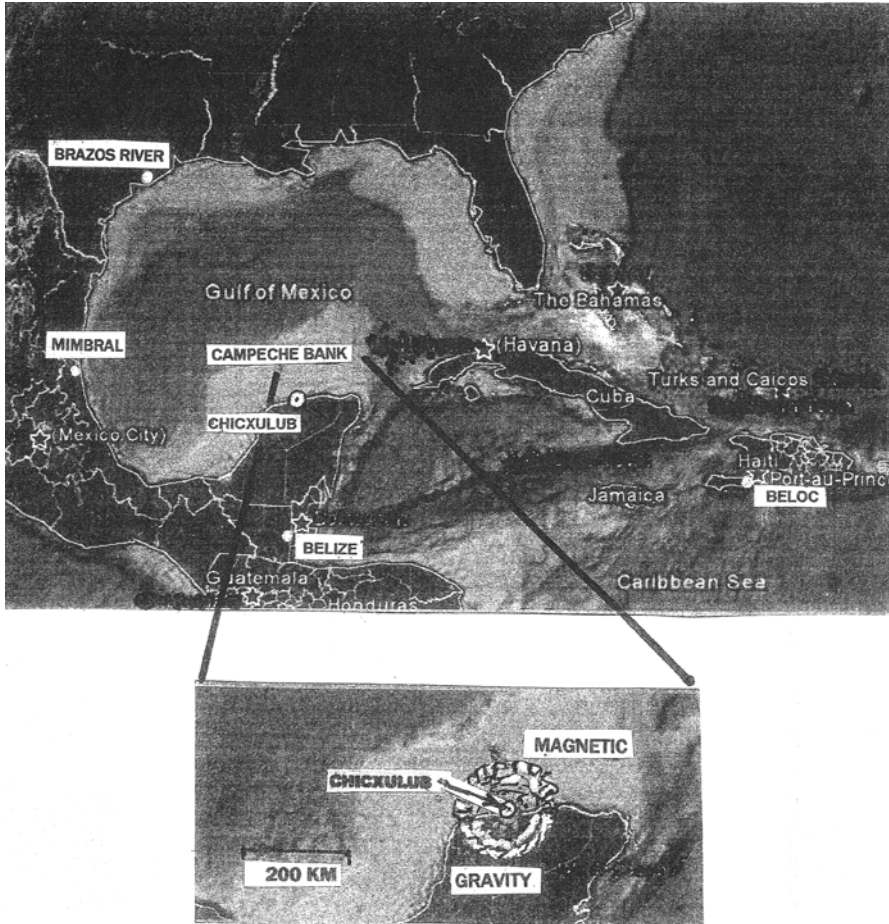 BRAZOS RIVER
Gulf of Mexico
The Bahamas
MIMBRAL
CAMPECHE BANK
(Havana)
Turks and Caicos
Cuba
CHICXULUB
(Mexico City)
Haiti
Port-au-Prince
Jamaica
BELOC
BELIZE
Guatemala
Caribbean Sea
Honduras
MAGNETIC
CHICXULUB
200 KM
GRAVITY